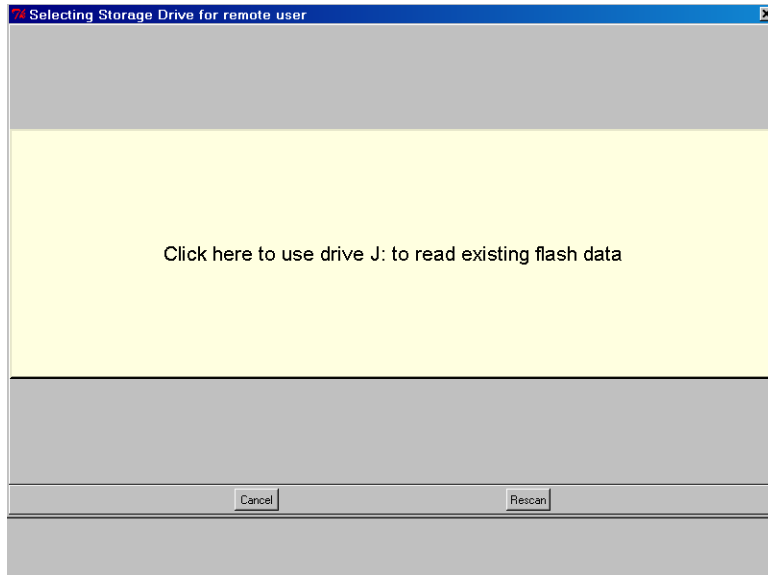 Selecting Storage Drive for remote user
Click here to use drive J: to read existing flash data
Cancel
Rescan